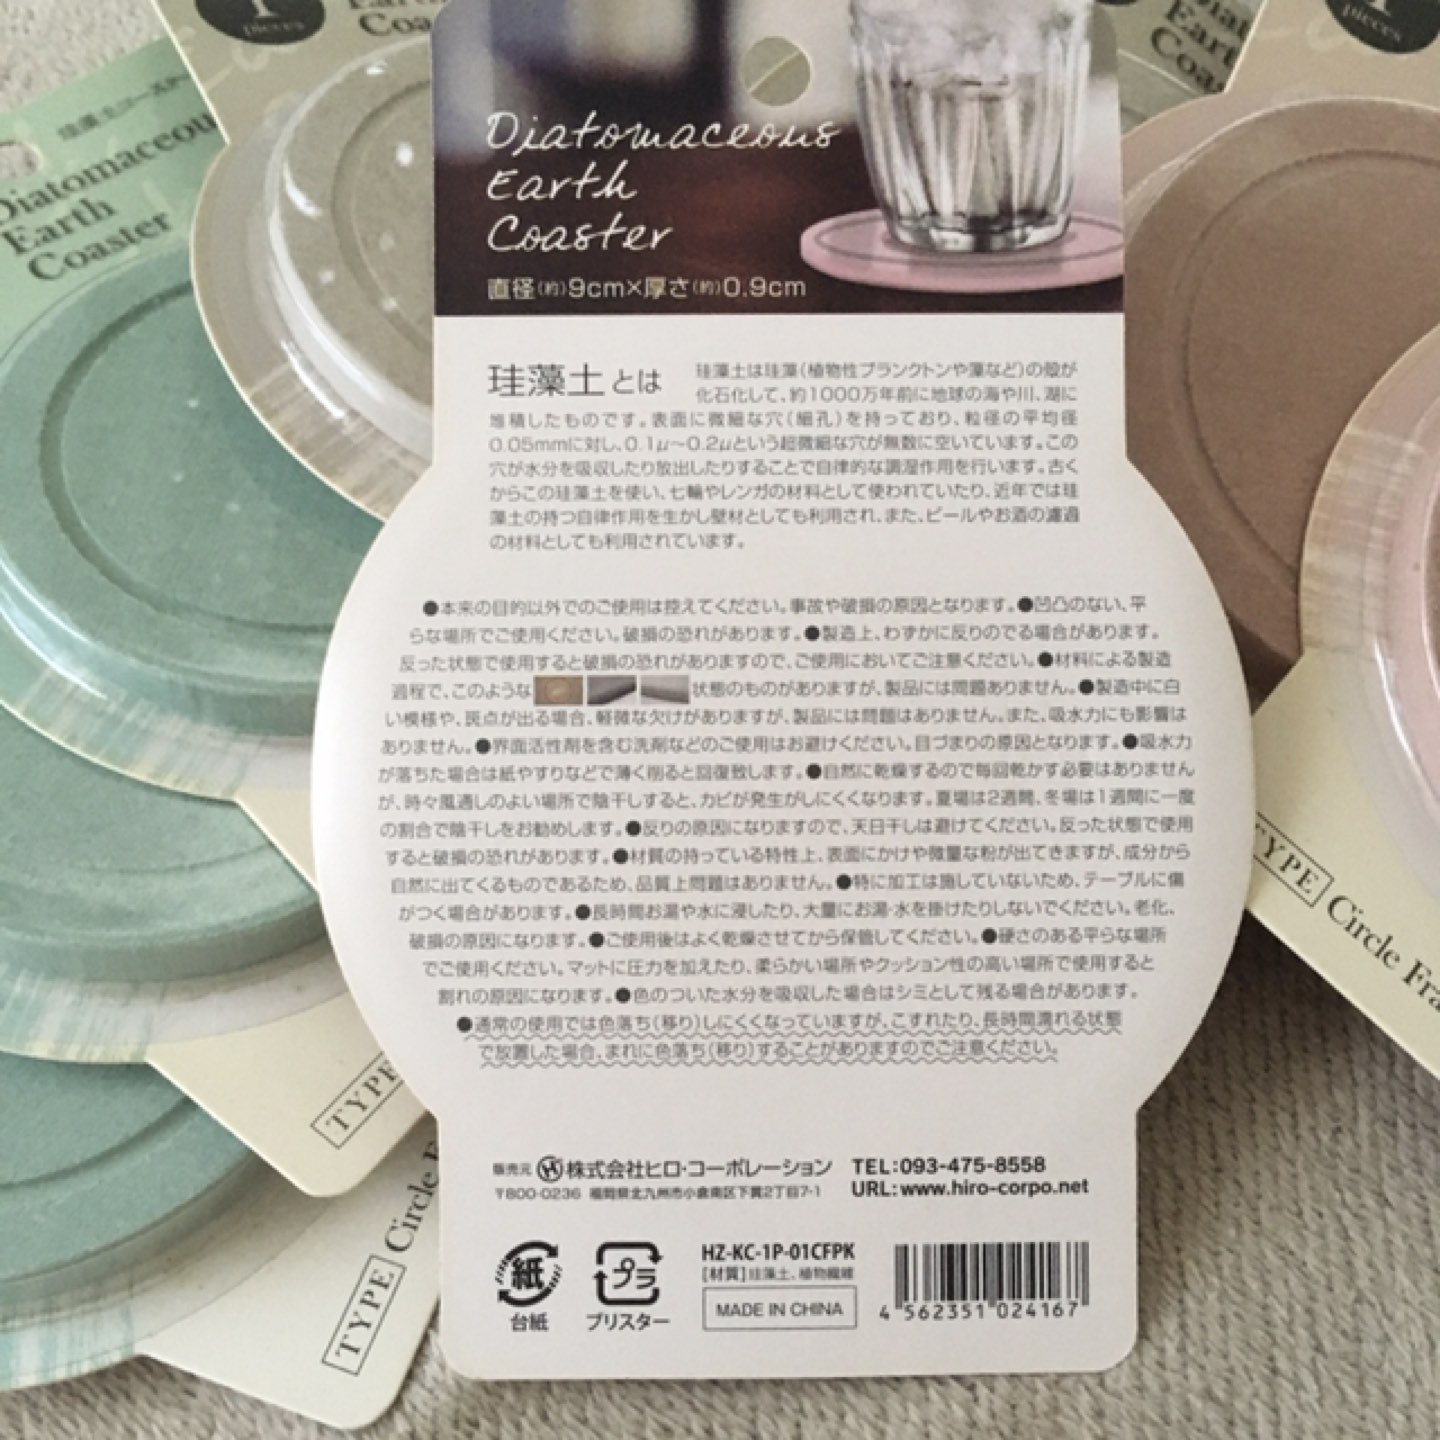 Diatomaceous
Earth
Coaster
直径(約)9cm×厚さ(約)0.9cm
珪藻土とは
珪藻土は珪藻(植物性プランクトンや藻など)の殻が
化石化して、約1000万年前に地球の海や川、湖に
堆積したものです。表面に微細な穴(細孔)を持っており、粒径の平均径
0.05mmに対し、0.1μ〜0.2μという超微細な穴が無数に空いています。この
穴が水分を吸収したり放出したりすることで自律的な調湿作用を行います。古く
からこの珪藻土を使い、七輪やレンガの材料として使われていたり、近年では珪
藻土の持つ自律作用を生かし壁材としても利用され、また、ビールやお酒の濾過
の材料としても利用されています。
●本来の目的以外でのご使用は控えてください。事故や破損の原因となります。●凹凸のない、平
らな場所でご使用ください。破損の恐れがあります。●製造上、わずかに反りのでる場合があります。
反った状態で使用すると破損の恐れがありますので、ご使用においてご注意ください。●材料による製造
過程で、このような 状態のものがありますが、製品には問題ありません。●製造中に白
い模様や、斑点が出る場合、軽微な欠けがありますが、製品には問題はありません。また、吸水力にも影響は
ありません。●界面活性剤を含む洗剤などのご使用はお避けください。目づまりの原因となります。●吸水力
が落ちた場合は紙やすりなどで薄く削ると回復致します。●自然に乾燥するので毎回乾かす必要はありません
が、時々風通しのよい場所で陰干しすると、カビが発生がしにくくなります。夏場は2週間、冬場は1週間に一度
の割合で陰干しをお勧めします。●反りの原因になりますので、天日干しは避けてください。反った状態で使用
すると破損の恐れがあります。●材質の持っている特性上、表面にかけや微量な粉が出てきますが、成分から
自然に出てくるものであるため、品質上問題はありません。●特に加工は施していないため、テーブルに傷
がつく場合があります。●長時間お湯や水に浸したり、大量にお湯・水を掛けたりしないでください。老化、
破損の原因になります。●ご使用後はよく乾燥させてから保管してください。●硬さのある平らな場所
でご使用ください。マットに圧力を加えたり、柔らかい場所やクッション性の高い場所で使用すると
割れの原因になります。●色のついた水分を吸収した場合はシミとして残る場合があります。
●通常の使用では色落ち(移り)しにくくなっていますが、こすれたり、長時間濡れる状態
で放置した場合、まれに色落ち(移り)することがありますのでご注意ください。
販売元 株式会社ヒロ・コーポレーション TEL:093-475-8558
〒800-0236 福岡県北九州市小倉南区下貫2丁目7-1 URL:www.hiro-corpo.net
紙
台紙
プラ
ブリスター
HZ-KC-1P-01CFPK
[材質]珪藻土、植物繊維
MADE IN CHINA
4 562351 024167
珪藻土コースター
Diatomaceou
Earth
Coaster
pieces
Coa
Earth
Coas
pieces
TYPE
TYPE Circle F
TYPE Circle Fra